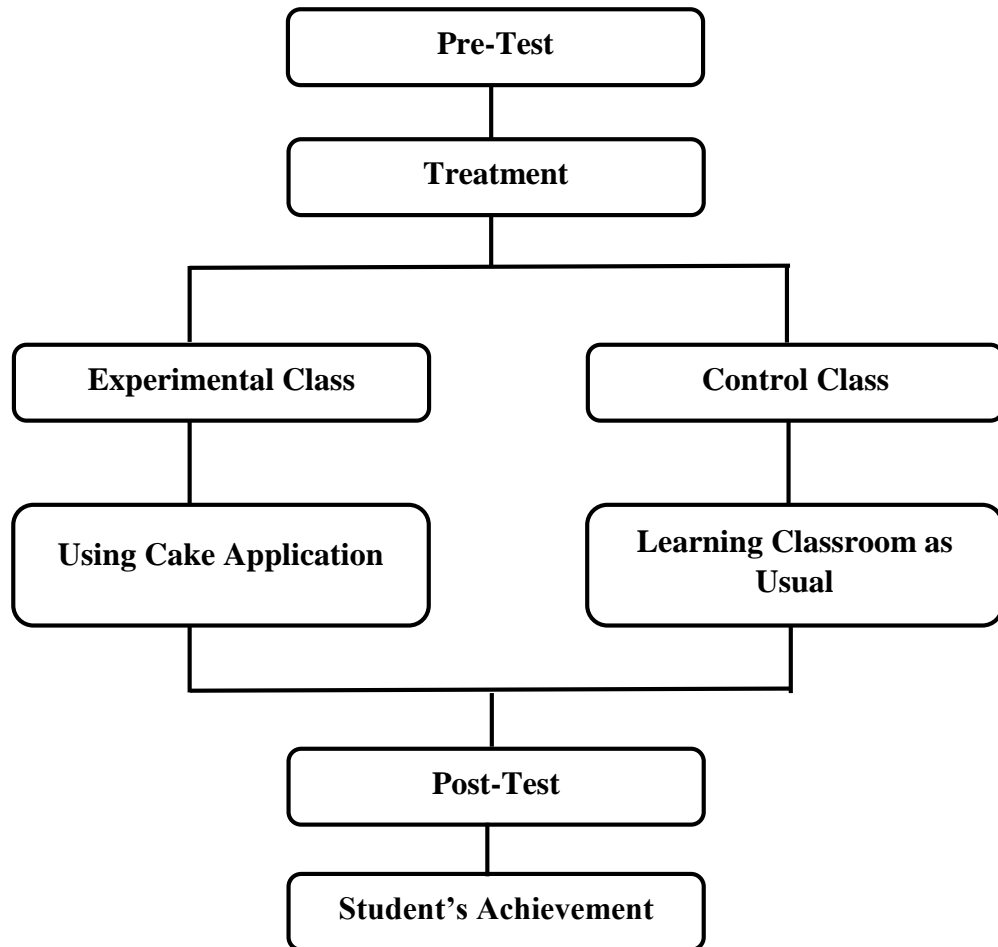 Pre-Test
Treatment
Experimental Class
Control Class
Using Cake Application
Learning Classroom as
Usual
Post-Test
Student’s Achievement